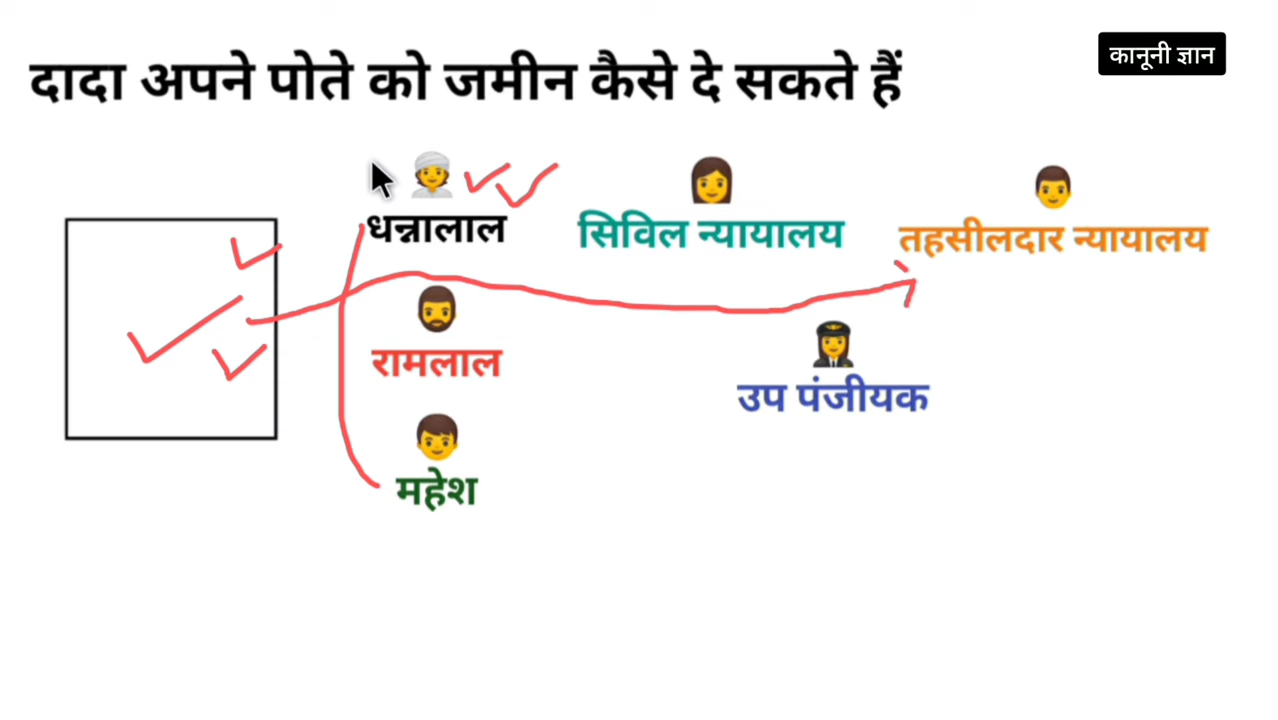 दादा अपने पोते को जमीन कैसे दे सकते हैं
कानूनी ज्ञान
धन्नालाल
सिविल न्यायालय
तहसीलदार न्यायालय
रामलाल
उप पंजीयक
महेश